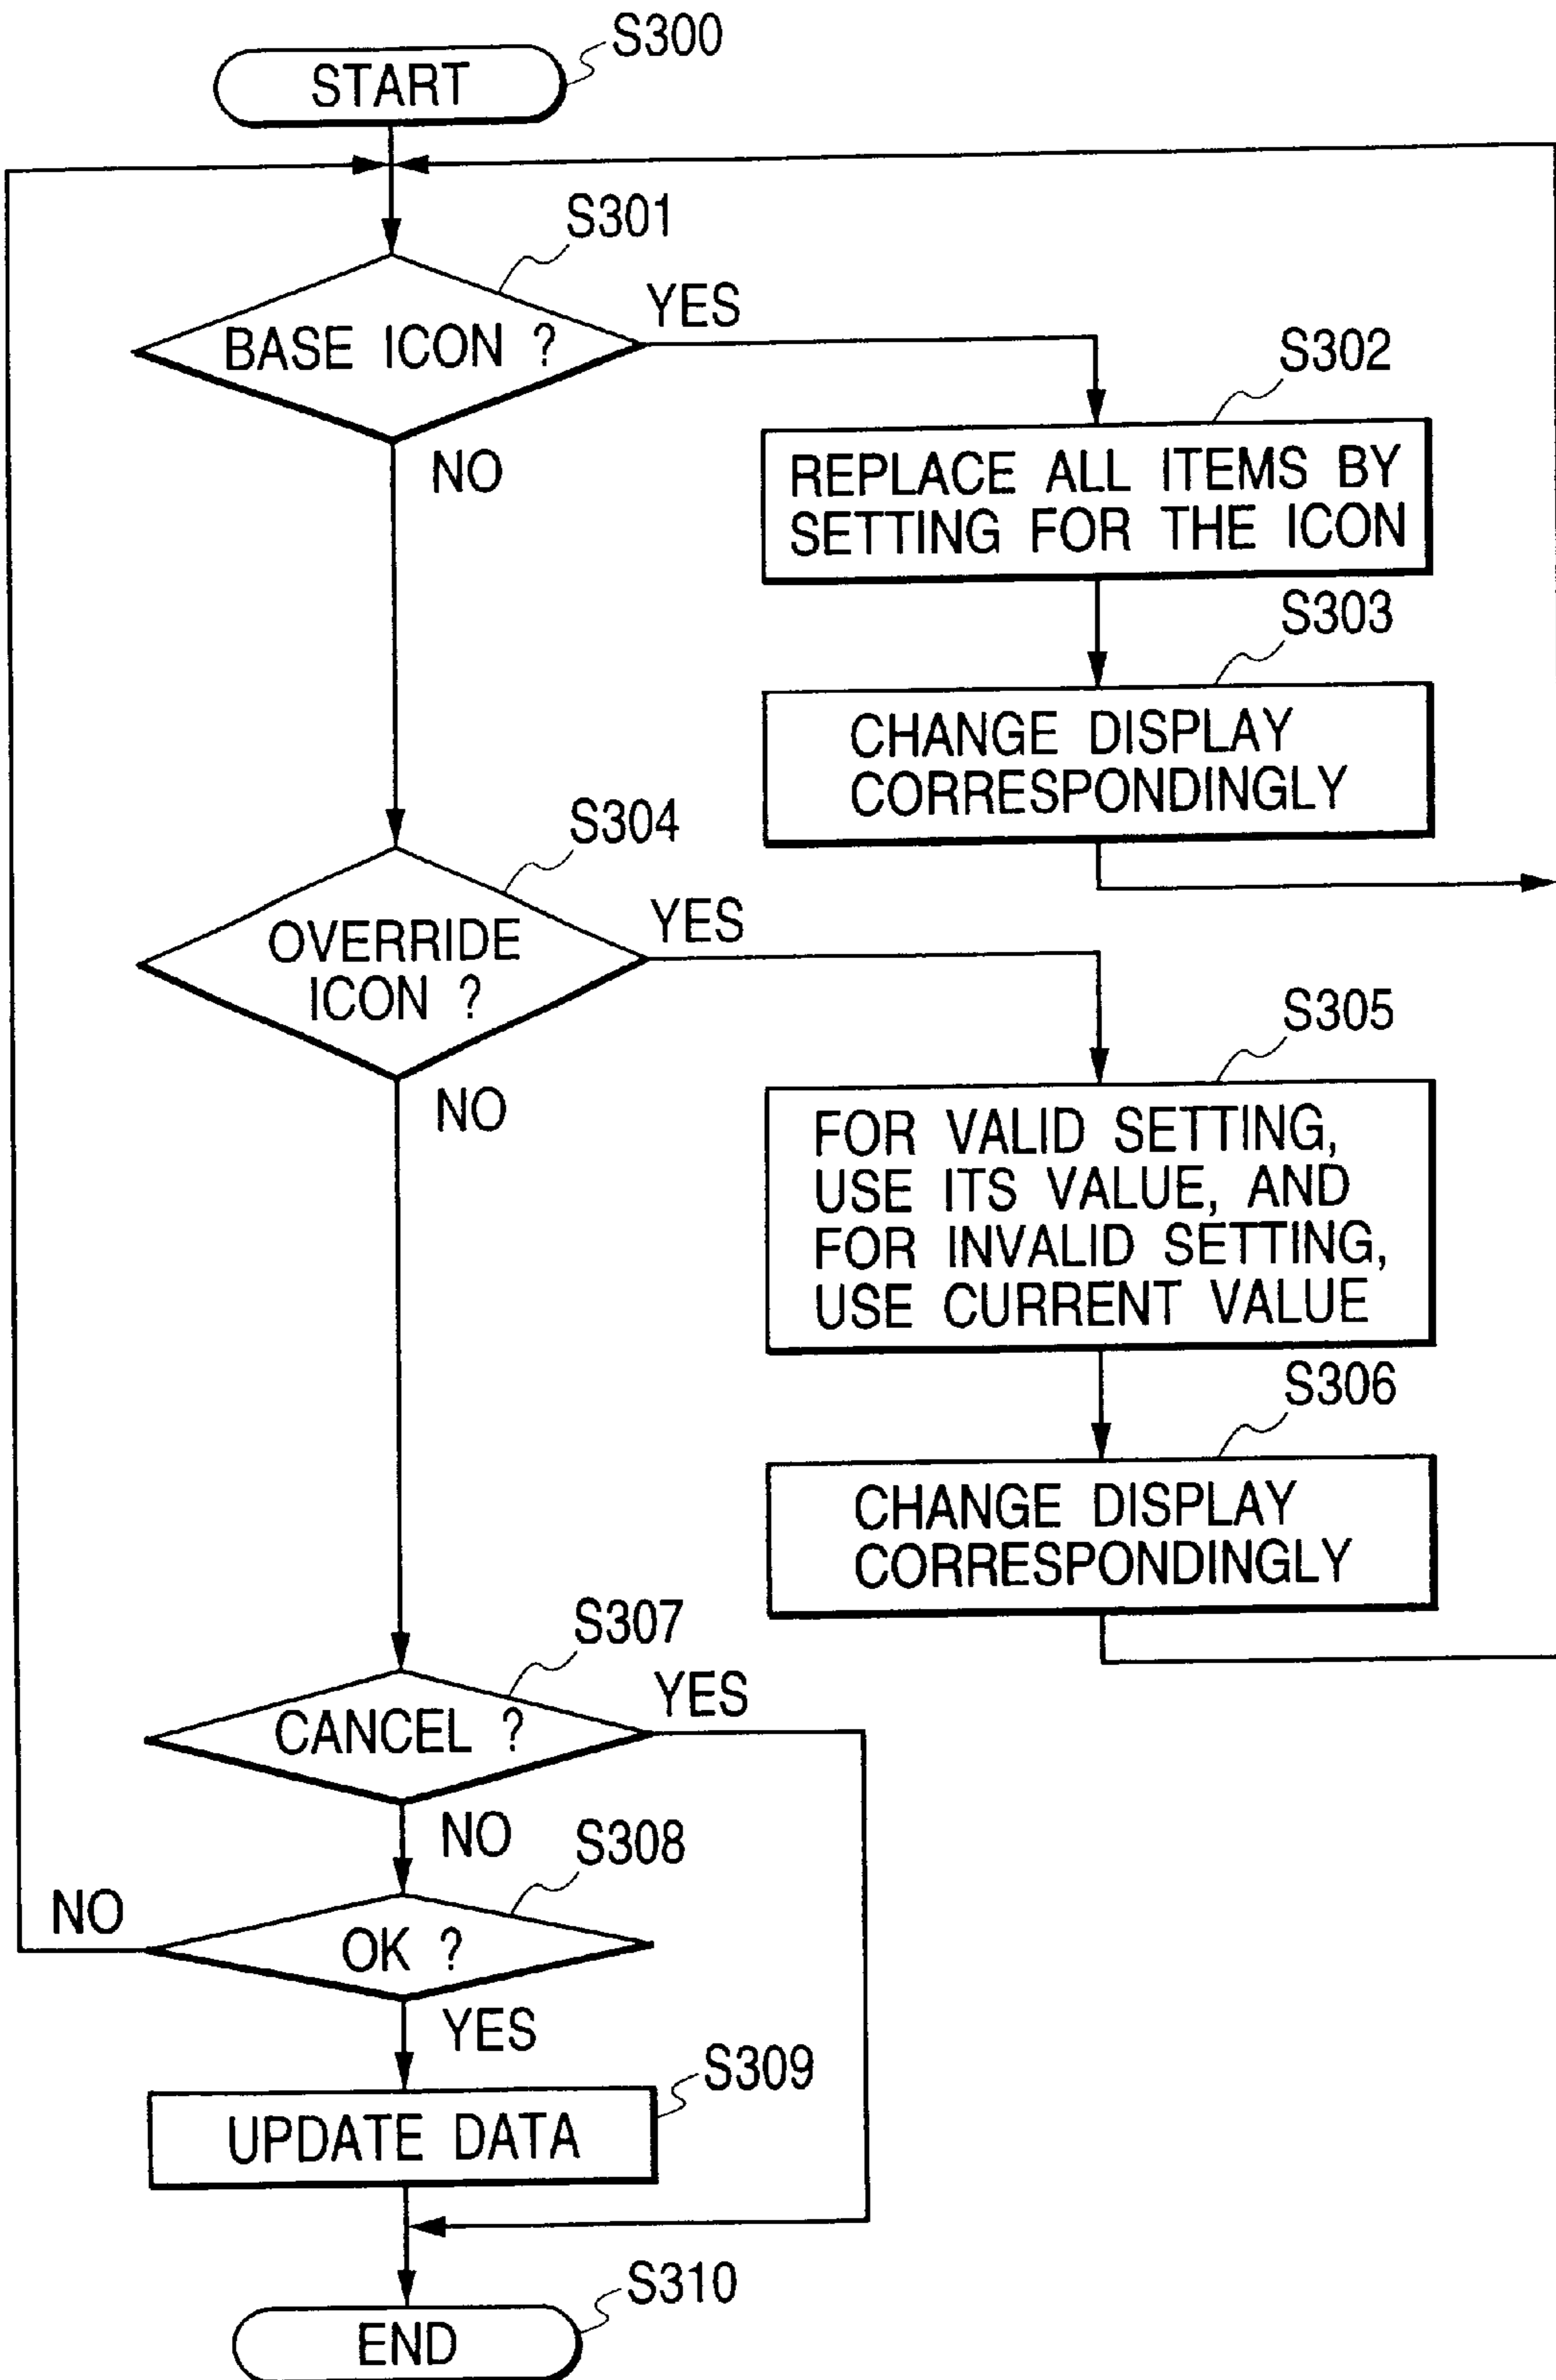 S300
START
S301
BASE ICON ?
YES
NO
S302
REPLACE ALL ITEMS BY
SETTING FOR THE ICON
S303
CHANGE DISPLAY
CORRESPONDINGLY
S304
OVERRIDE
ICON ?
YES
NO
S305
FOR VALID SETTING,
USE ITS VALUE, AND
FOR INVALID SETTING,
USE CURRENT VALUE
S306
CHANGE DISPLAY
CORRESPONDINGLY
S307
CANCEL ?
YES
NO
S308
OK ?
NO
YES
S309
UPDATE DATA
S310
END